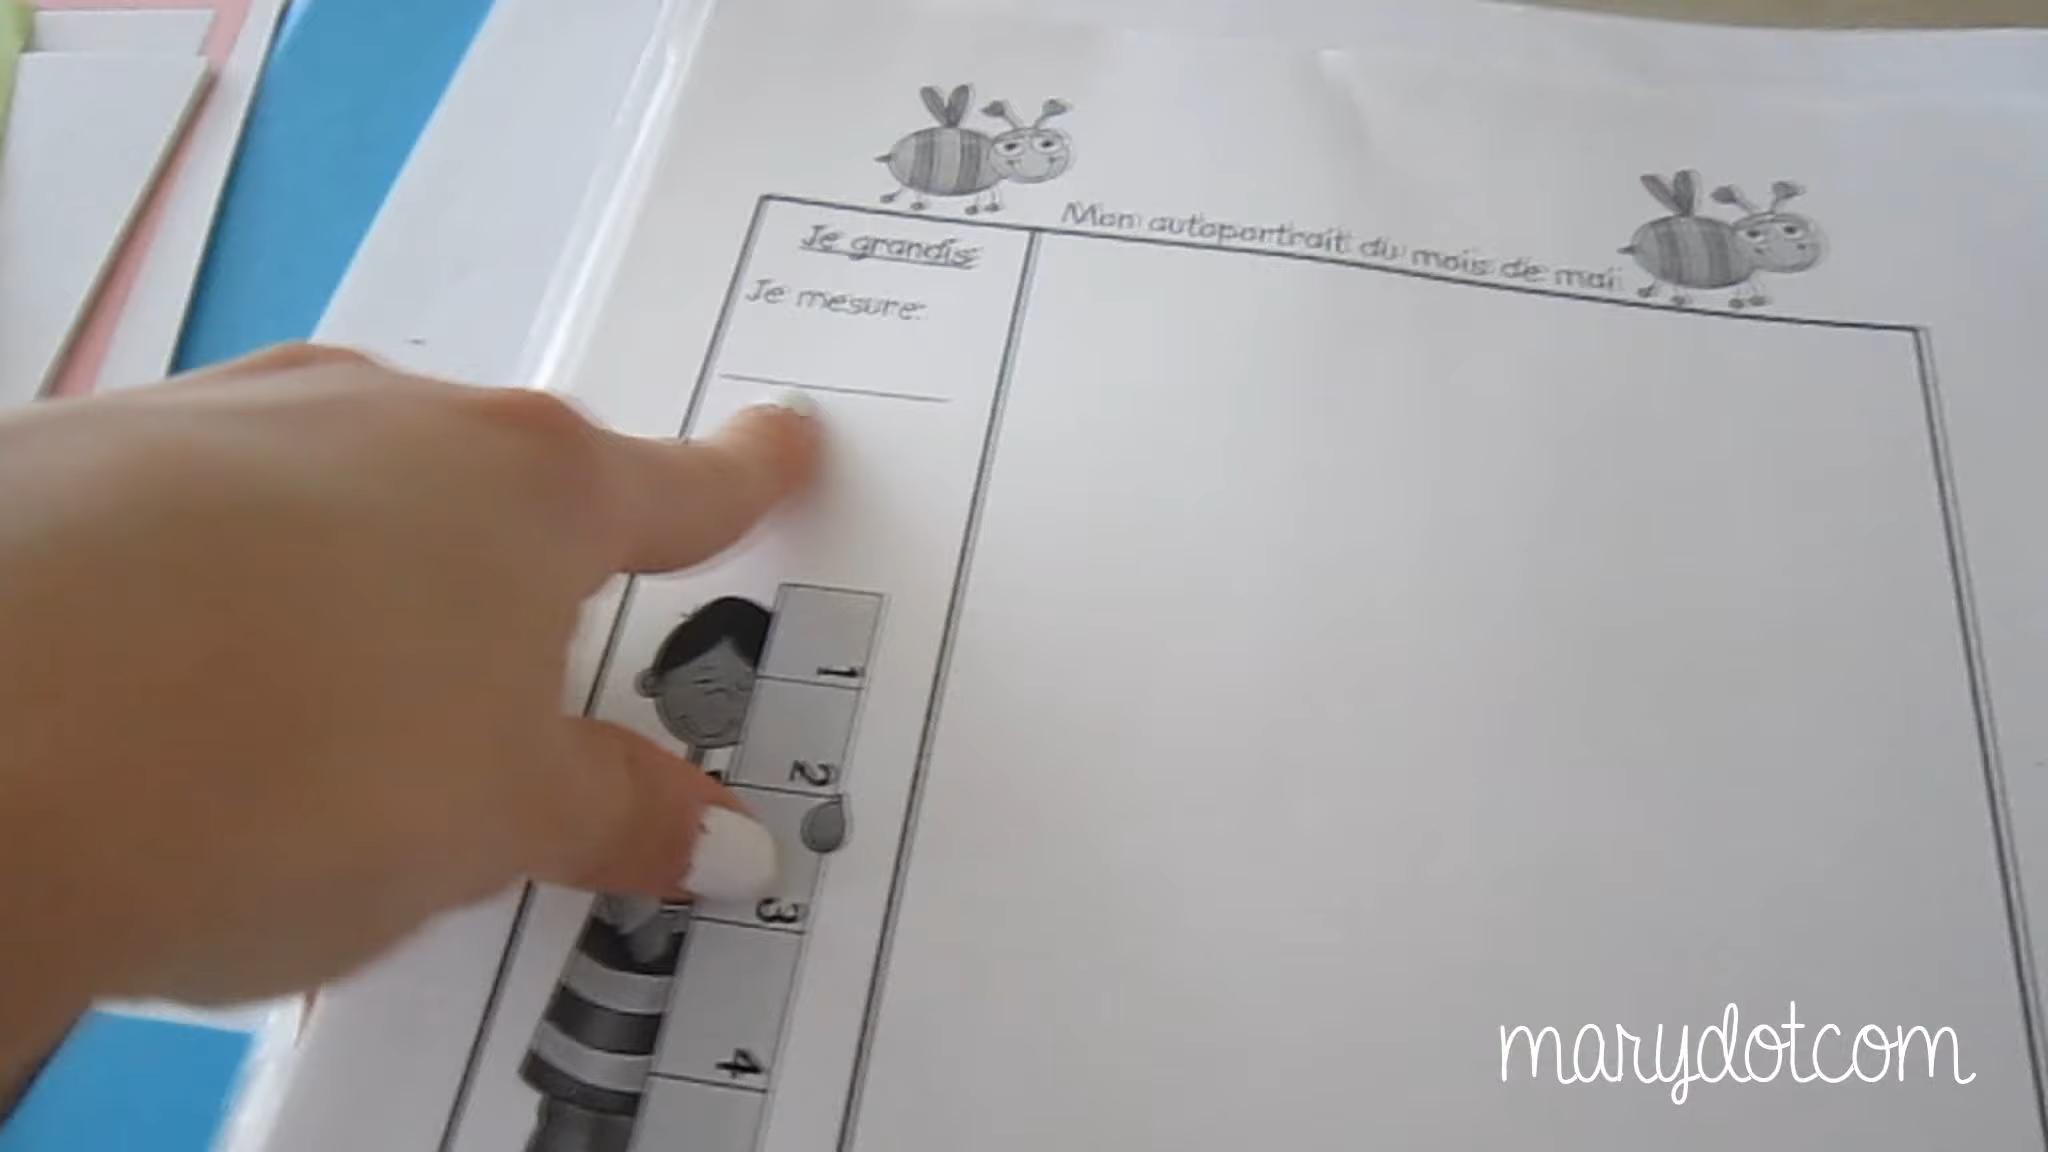 Mon autoportrait du mois de mai
Je grandis
Je mesure:
1
2
3
4
marydotcom